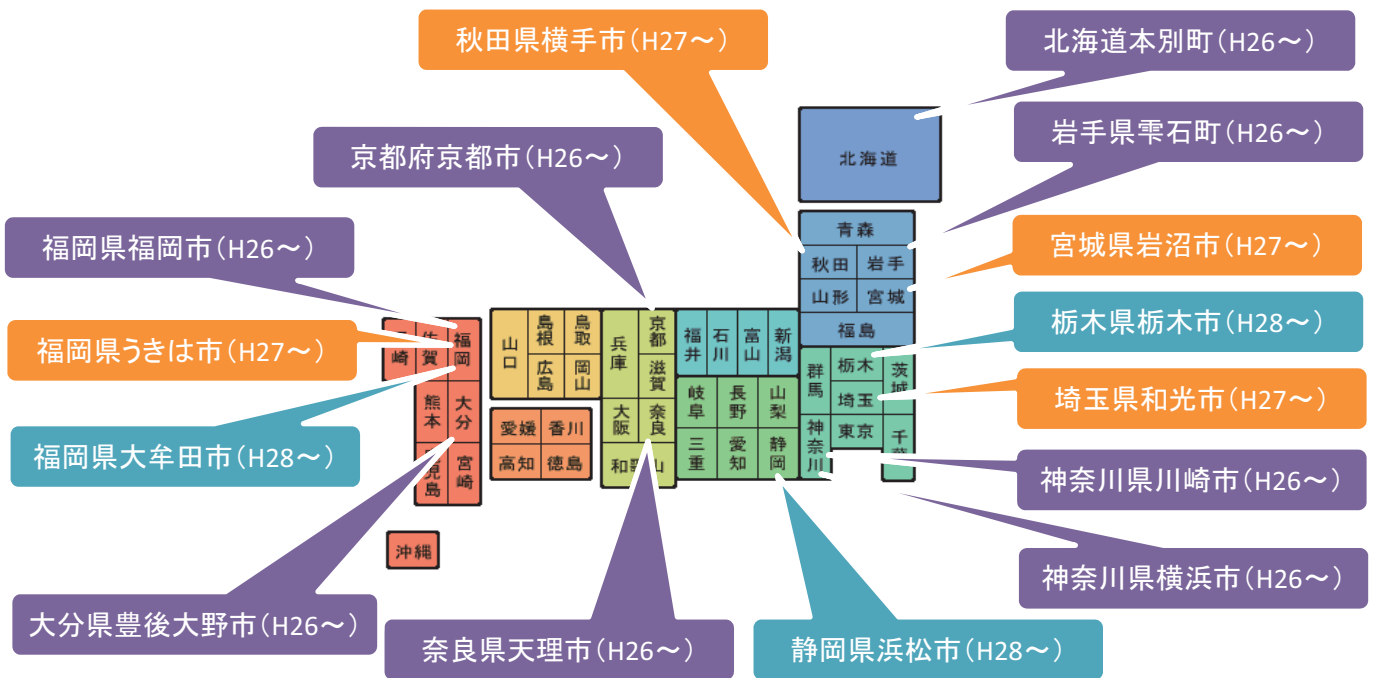 秋田県横手市(H27～)
北海道本別町(H26～)
岩手県雫石町(H26～)
京都府京都市(H26～)
福岡県福岡市(H26～)
宮城県岩沼市(H27～)
福岡県うきは市(H27～)
栃木県栃木市(H28～)
埼玉県和光市(H27～)
福岡県大牟田市(H28～)
神奈川県川崎市(H26～)
神奈川県横浜市(H26～)
大分県豊後大野市(H26～)
奈良県天理市(H26～)
静岡県浜松市(H28～)
北海道
青森
秋田
岩手
山形
宮城
福島
群馬
栃木
茨城
埼玉
神奈川
東京
千葉
福井
石川
富山
新潟
岐阜
長野
山梨
三重
愛知
静岡
兵庫
京都
滋賀
大阪
奈良
和歌山
山口
島根
鳥取
広島
岡山
愛媛
香川
高知
徳島
崎
佐賀
福岡
熊本
大分
児島
宮崎
沖縄